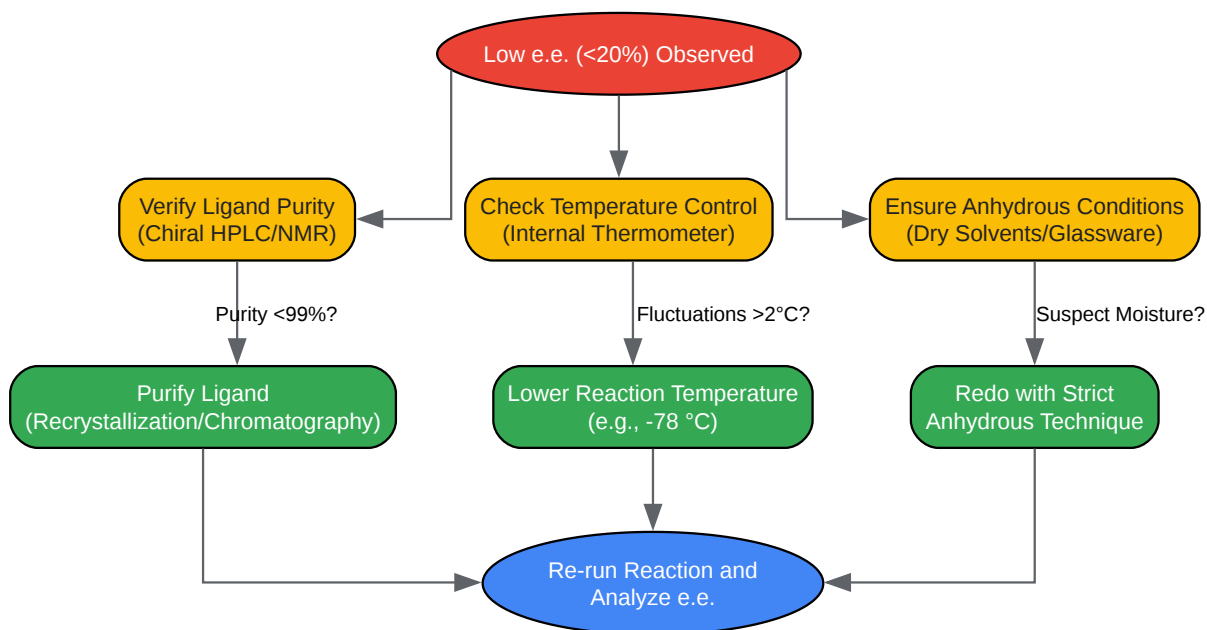 Low e.e. (<20%) Observed
Verify Ligand Purity
(Chiral HPLC/NMR)
Check Temperature Control
(Internal Thermometer)
Ensure Anhydrous Conditions
(Dry Solvents/Glassware)
Purity <99%?
Fluctuations >2°C?
Suspect Moisture?
Purify Ligand
(Recrystallization/Chromatography)
Lower Reaction Temperature
(e.g., -78 °C)
Redo with Strict
Anhydrous Technique
Re-run Reaction and
Analyze e.e.